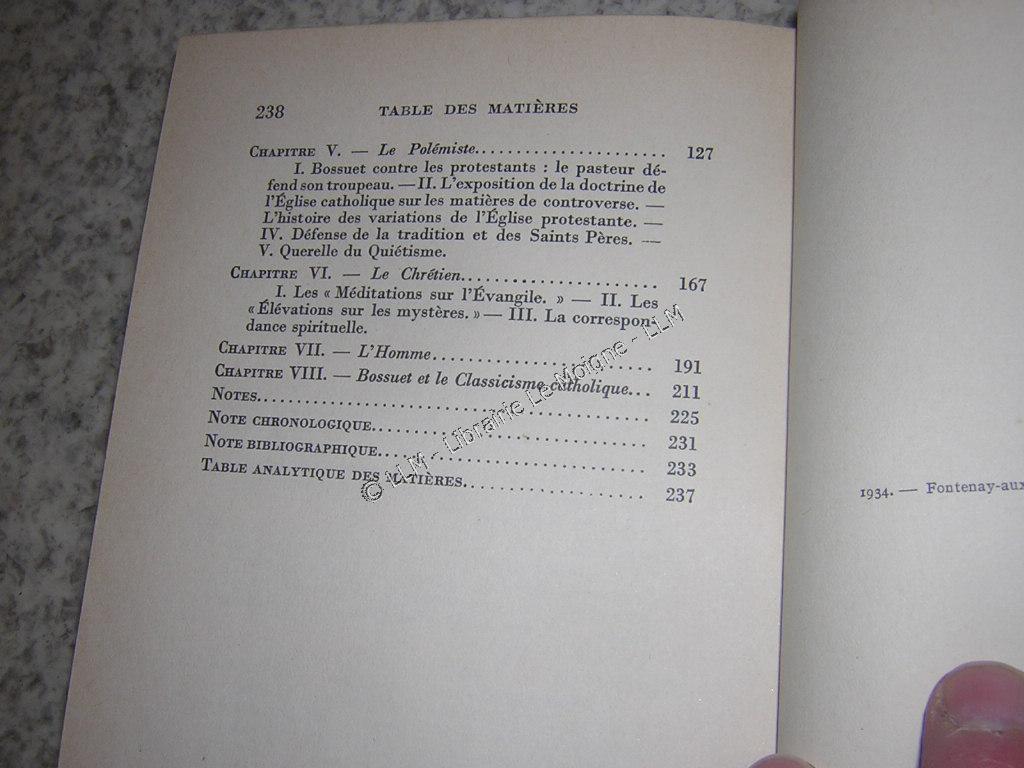 238 TABLE DES MATIÈRES
CHAPITRE V. — Le Polémiste...................... 127
I. Bossuet contre les protestants : le pasteur dé-
fend son troupeau. — II. L'exposition de la doctrine de
l'Église catholique sur les matières de controverse. —
L'histoire des variations de l'Église protestante. —
IV. Défense de la tradition et des Saints Pères. —
V. Querelle du Quiétisme.
CHAPITRE VI. — Le Chrétien...................... 167
I. Les « Méditations sur l'Évangile. » — II. Les
« Élévations sur les mystères. » — III. La correspon-
dance spirituelle.
CHAPITRE VII. — L'Homme...................... 191
CHAPITRE VIII. — Bossuet et le Classicisme catholique... 211
NOTES........................................ 225
NOTE CHRONOLOGIQUE........................... 231
NOTE BIBLIOGRAPHIQUE.......................... 233
TABLE ANALYTIQUE DES MATIÈRES................. 237
© LLM - Librairie Le Moigne - LLM
1934. — Fontenay-aux